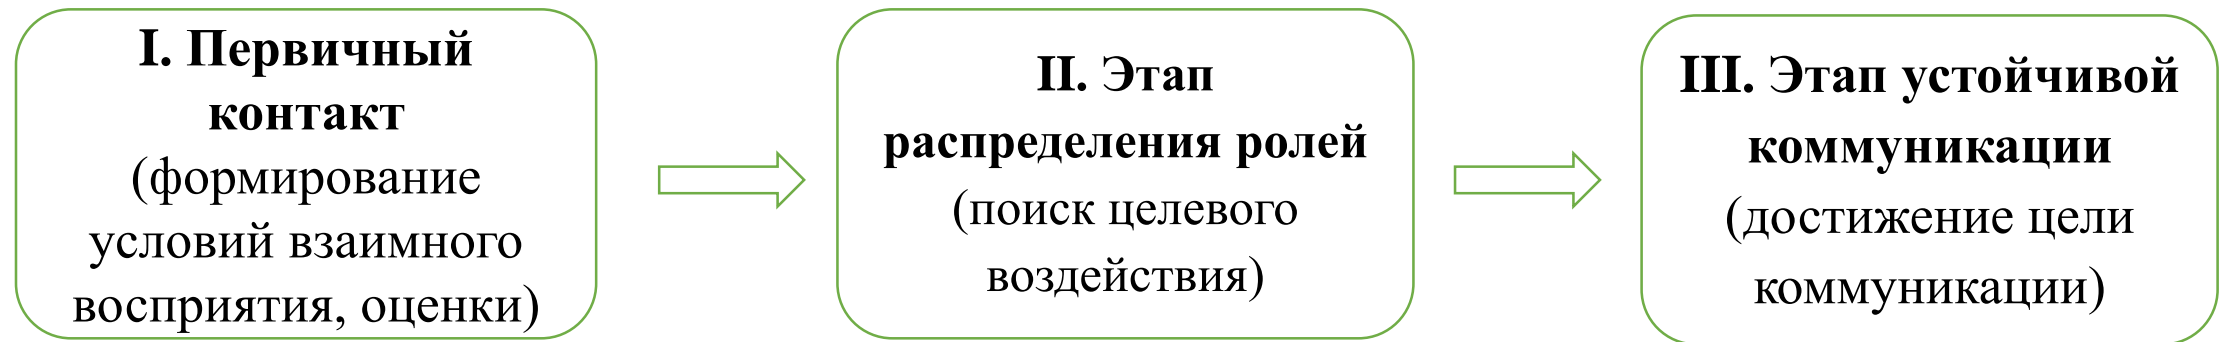 I. Первичный
контакт
(формирование
условий взаимного
восприятия, оценки)
II. Этап
распределения ролей
(поиск целевого
воздействия)
III. Этап устойчивой
коммуникации
(достижение цели
коммуникации)